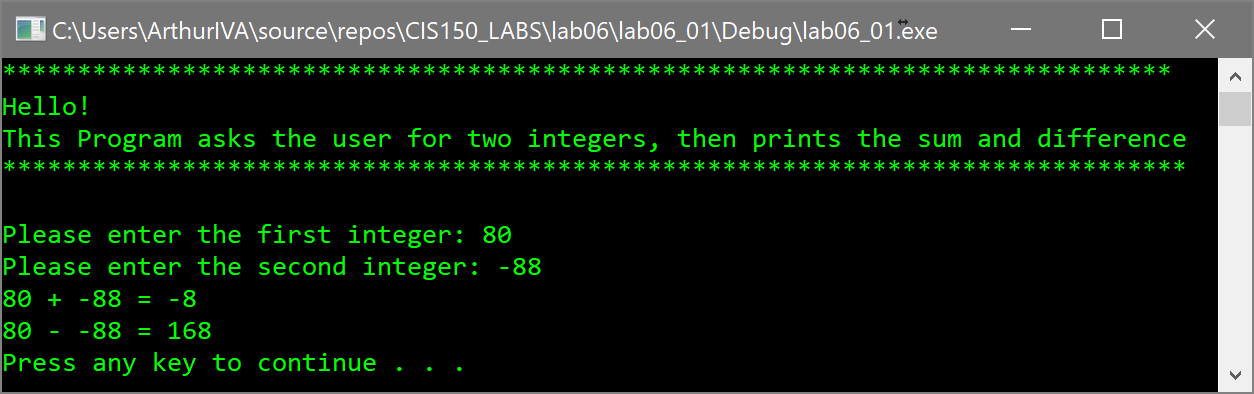 C:\Users\ArthurIVA\source\repos\CIS150_LABS\lab06\lab06_01\Debug\lab06_01.exe
******************************************************************************
Hello!
This Program asks the user for two integers, then prints the sum and difference
*******************************************************************************
Please enter the first integer: 80
Please enter the second integer: -88
80 + -88 = -8
80 - -88 = 168
Press any key to continue . . .